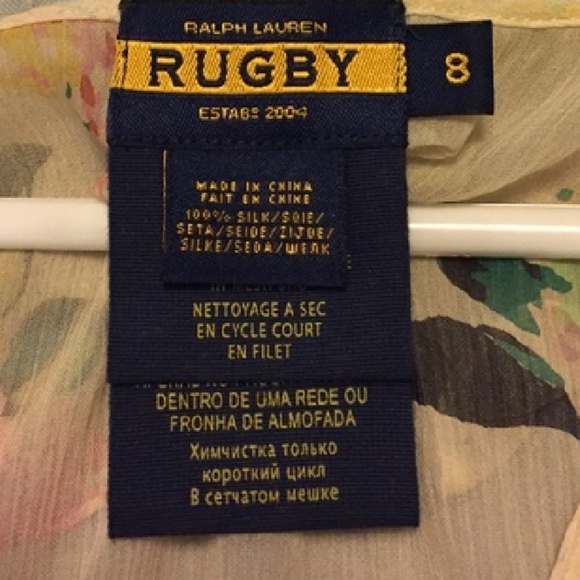 RALPH LAUREN
RUGBY
8
ESTABº 2004
MADE IN CHINA
FAIT EN CHINE
100% SILK/SOIE/
SETA/SEIDE/ZIJDE/
SILKE/SEDA/
NETTOYAGE A SEC
EN CYCLE COURT
EN FILET
DENTRO DE UMA REDE OU
FRONHA DE ALMOFADA
Химчистка только
короткий цикл
В сетчатом мешке